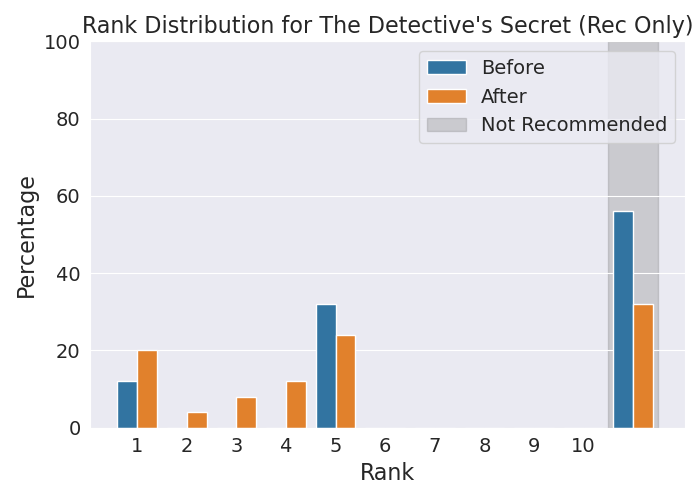 Rank Distribution for The Detective's Secret (Rec Only)
100
80
60
40
20
0
Percentage
Before
After
Not Recommended
1 2 3 4 5 6 7 8 9 10
Rank